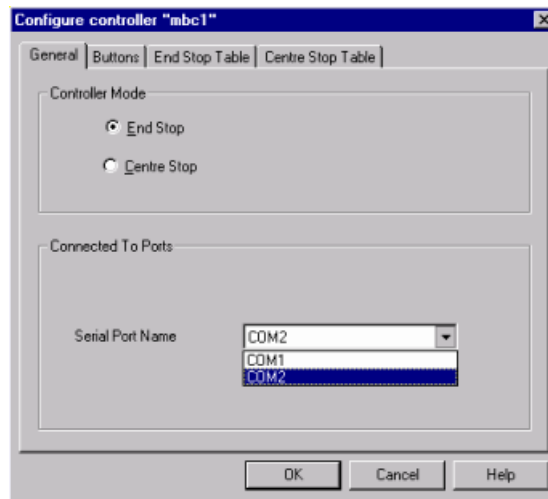 Configure controller "mbc1"
General Buttons End Stop Table Centre Stop Table
Controller Mode
End Stop
Centre Stop
Connected To Ports
Serial Port Name COM2
COM1
COM2
OK Cancel Help